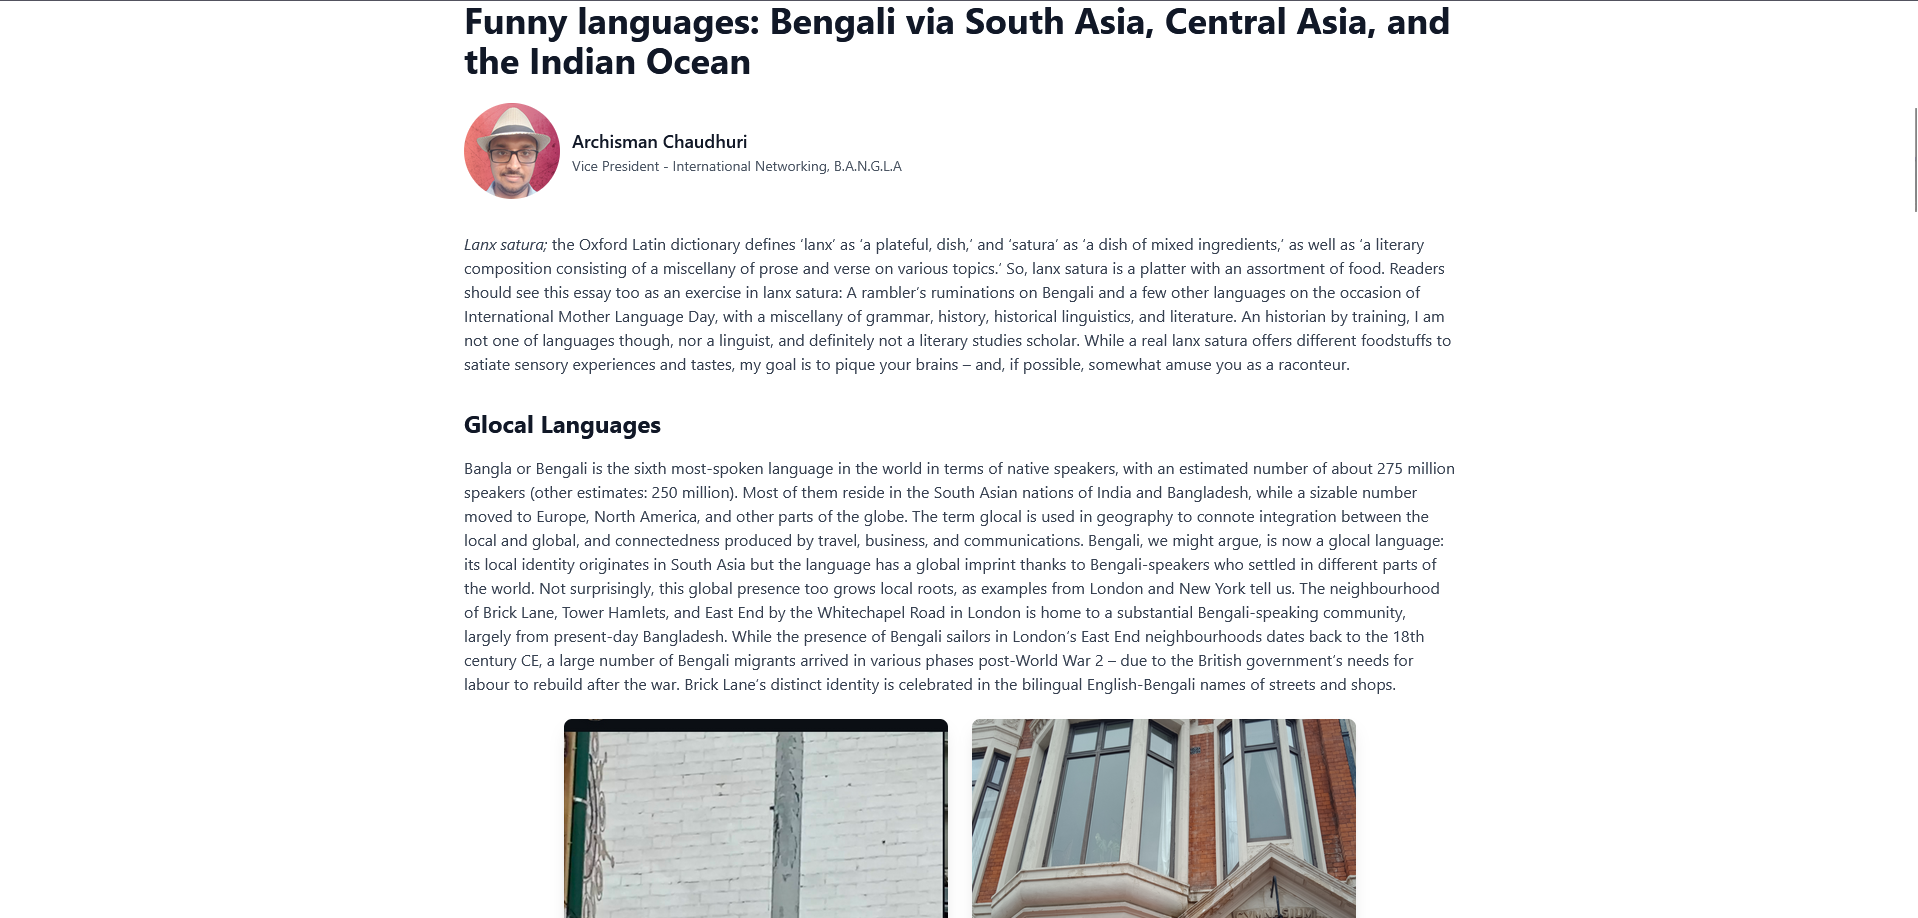 Funny languages: Bengali via South Asia, Central Asia, and
the Indian Ocean
Archisman Chaudhuri
Vice President - International Networking, B.A.N.G.L.A
Lanx satura; the Oxford Latin dictionary defines ‘lanx’ as ‘a plateful, dish,’ and ‘satura’ as ‘a dish of mixed ingredients,’ as well as ‘a literary
composition consisting of a miscellany of prose and verse on various topics.’ So, lanx satura is a platter with an assortment of food. Readers
should see this essay too as an exercise in lanx satura: A rambler’s ruminations on Bengali and a few other languages on the occasion of
International Mother Language Day, with a miscellany of grammar, history, historical linguistics, and literature. An historian by training, I am
not one of languages though, nor a linguist, and definitely not a literary studies scholar. While a real lanx satura offers different foodstuffs to
satiate sensory experiences and tastes, my goal is to pique your brains – and, if possible, somewhat amuse you as a raconteur.
Glocal Languages
Bangla or Bengali is the sixth most-spoken language in the world in terms of native speakers, with an estimated number of about 275 million
speakers (other estimates: 250 million). Most of them reside in the South Asian nations of India and Bangladesh, while a sizable number
moved to Europe, North America, and other parts of the globe. The term glocal is used in geography to connote integration between the
local and global, and connectedness produced by travel, business, and communications. Bengali, we might argue, is now a glocal language:
its local identity originates in South Asia but the language has a global imprint thanks to Bengali-speakers who settled in different parts of
the world. Not surprisingly, this global presence too grows local roots, as examples from London and New York tell us. The neighbourhood
of Brick Lane, Tower Hamlets, and East End by the Whitechapel Road in London is home to a substantial Bengali-speaking community,
largely from present-day Bangladesh. While the presence of Bengali sailors in London’s East End neighbourhoods dates back to the 18th
century CE, a large number of Bengali migrants arrived in various phases post-World War 2 – due to the British government’s needs for
labour to rebuild after the war. Brick Lane’s distinct identity is celebrated in the bilingual English-Bengali names of streets and shops.